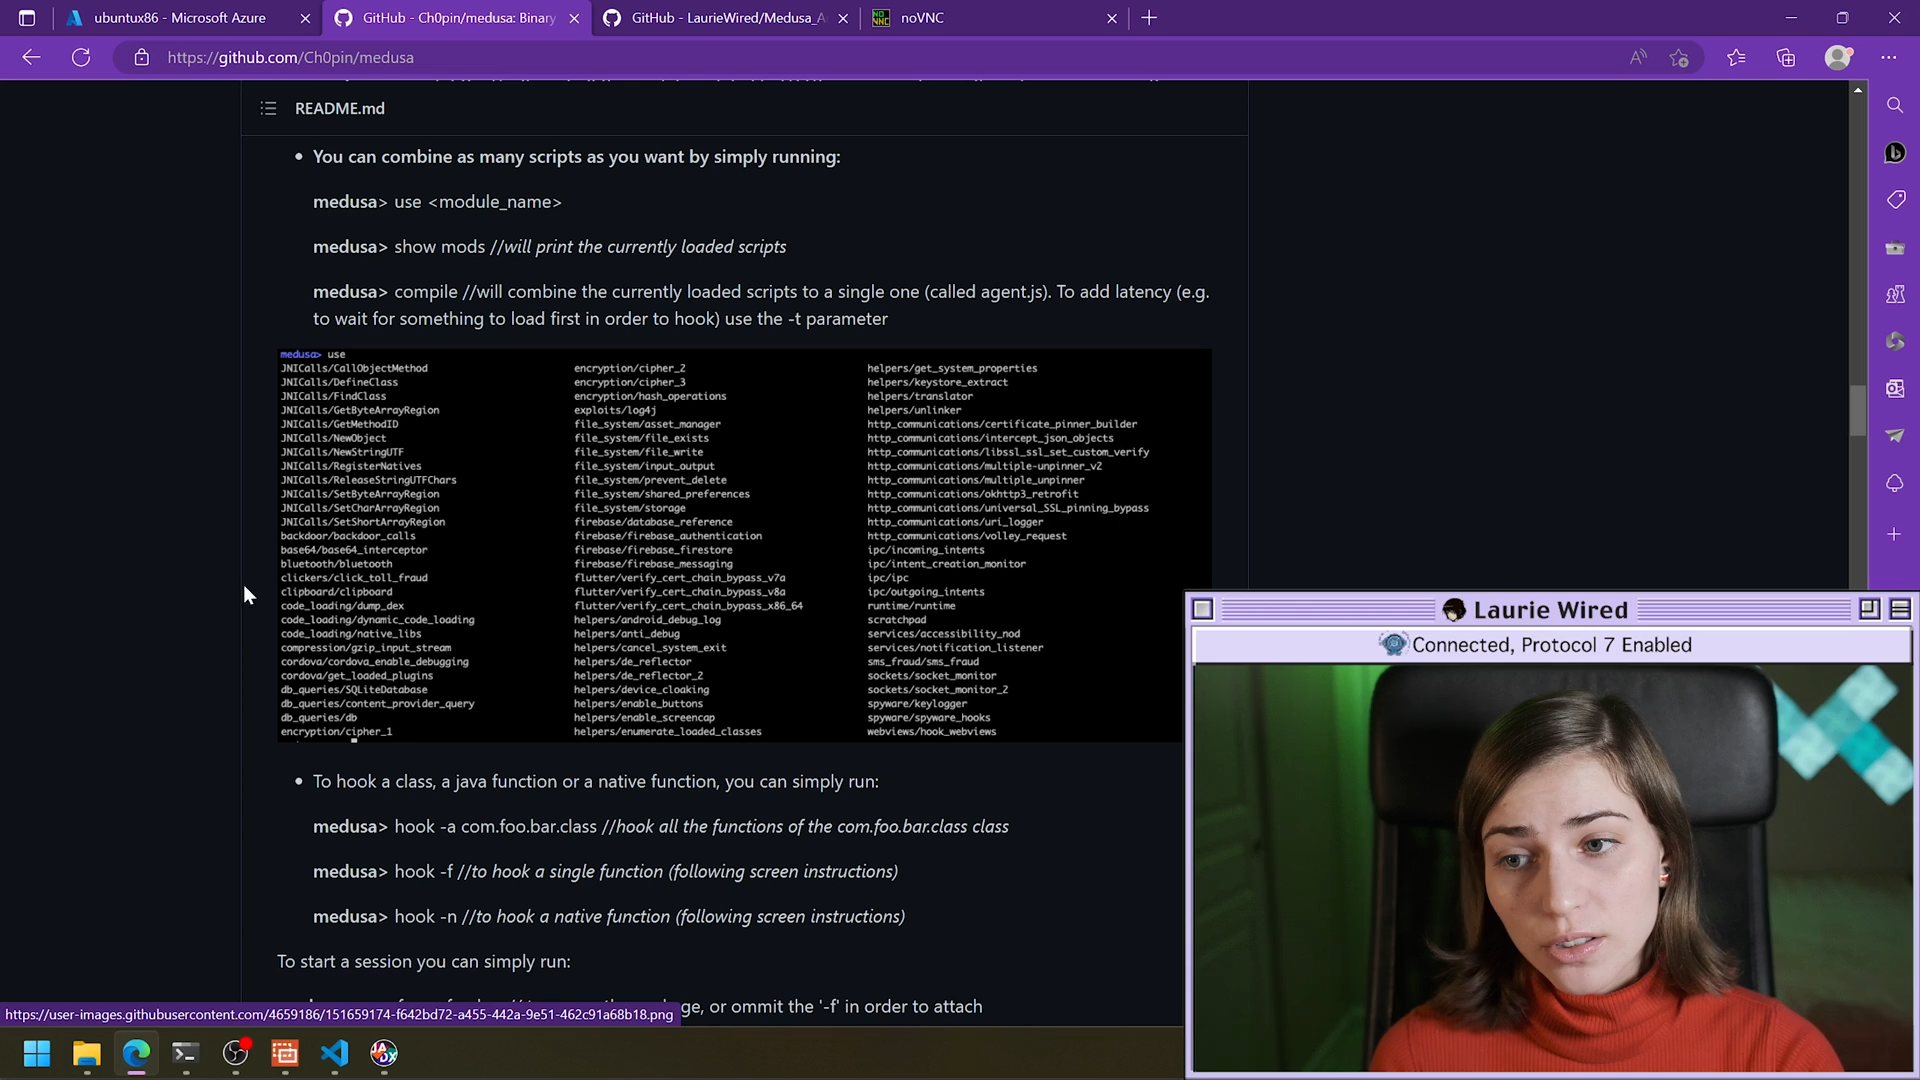 ubuntux86 - Microsoft Azure
GitHub - Ch0pin/medusa: Binary
GitHub - LaurieWired/Medusa_A
noVNC
https://github.com/Ch0pin/medusa
README.md
• You can combine as many scripts as you want by simply running:
medusa> use <module_name>
medusa> show mods //will print the currently loaded scripts
medusa> compile //will combine the currently loaded scripts to a single one (called agent.js). To add latency (e.g.
to wait for something to load first in order to hook) use the -t parameter
medusa> use
JNICalls/CallObjectMethod encryption/cipher_2 helpers/get_system_properties
JNICalls/DefineClass encryption/cipher_3 helpers/keystore_extract
JNICalls/FindClass encryption/hash_operations helpers/translator
JNICalls/GetByteArrayRegion exploits/log4j helpers/unlinker
JNICalls/GetMethodID file_system/asset_manager http_communications/certificate_pinner_builder
JNICalls/NewObject file_system/file_exists http_communications/intercept_json_objects
JNICalls/NewStringUTF file_system/file_write http_communications/libssl_ssl_set_custom_verify
JNICalls/RegisterNatives file_system/input_output http_communications/multiple-unpinner_v2
JNICalls/ReleaseStringUTFChars file_system/prevent_delete http_communications/multiple_unpinner
JNICalls/SetByteArrayRegion file_system/shared_preferences http_communications/okhttp3_retrofit
JNICalls/SetCharArrayRegion file_system/storage http_communications/universal_SSL_pinning_bypass
JNICalls/SetShortArrayRegion firebase/database_reference http_communications/uri_logger
backdoor/backdoor_calls firebase/firebase_authentication http_communications/volley_request
base64/base64_interceptor firebase/firebase_firestore ipc/incoming_intents
bluetooth/bluetooth firebase/firebase_messaging ipc/intent_creation_monitor
clickers/click_toll_fraud flutter/verify_cert_chain_bypass_v7a ipc/ipc
clipboard/clipboard flutter/verify_cert_chain_bypass_v8a ipc/outgoing_intents
code_loading/dump_dex flutter/verify_cert_chain_bypass_x86_64 runtime/runtime
code_loading/dynamic_code_loading helpers/android_debug_log scratchpad
code_loading/native_libs helpers/anti_debug services/accessibility_nod
compression/gzip_input_stream helpers/cancel_system_exit services/notification_listener
cordova/cordova_enable_debugging helpers/de_reflector sms_fraud/sms_fraud
cordova/get_loaded_plugins helpers/de_reflector_2 sockets/socket_monitor
db_queries/SQLiteDatabase helpers/device_cloaking sockets/socket_monitor_2
db_queries/content_provider_query helpers/enable_buttons spyware/keylogger
db_queries/db helpers/enable_screencap spyware/spyware_hooks
encryption/cipher_1 helpers/enumerate_loaded_classes webviews/hook_webviews
• To hook a class, a java function or a native function, you can simply run:
medusa> hook -a com.foo.bar.class //hook all the functions of the com.foo.bar.class class
medusa> hook -f //to hook a single function (following screen instructions)
medusa> hook -n //to hook a native function (following screen instructions)
To start a session you can simply run:
ge, or ommit the '-f' in order to attach
https://user-images.githubusercontent.com/4659186/151659174-f642bd72-a455-442a-9e51-462c91a68b18.png
Laurie Wired
Connected, Protocol 7 Enabled